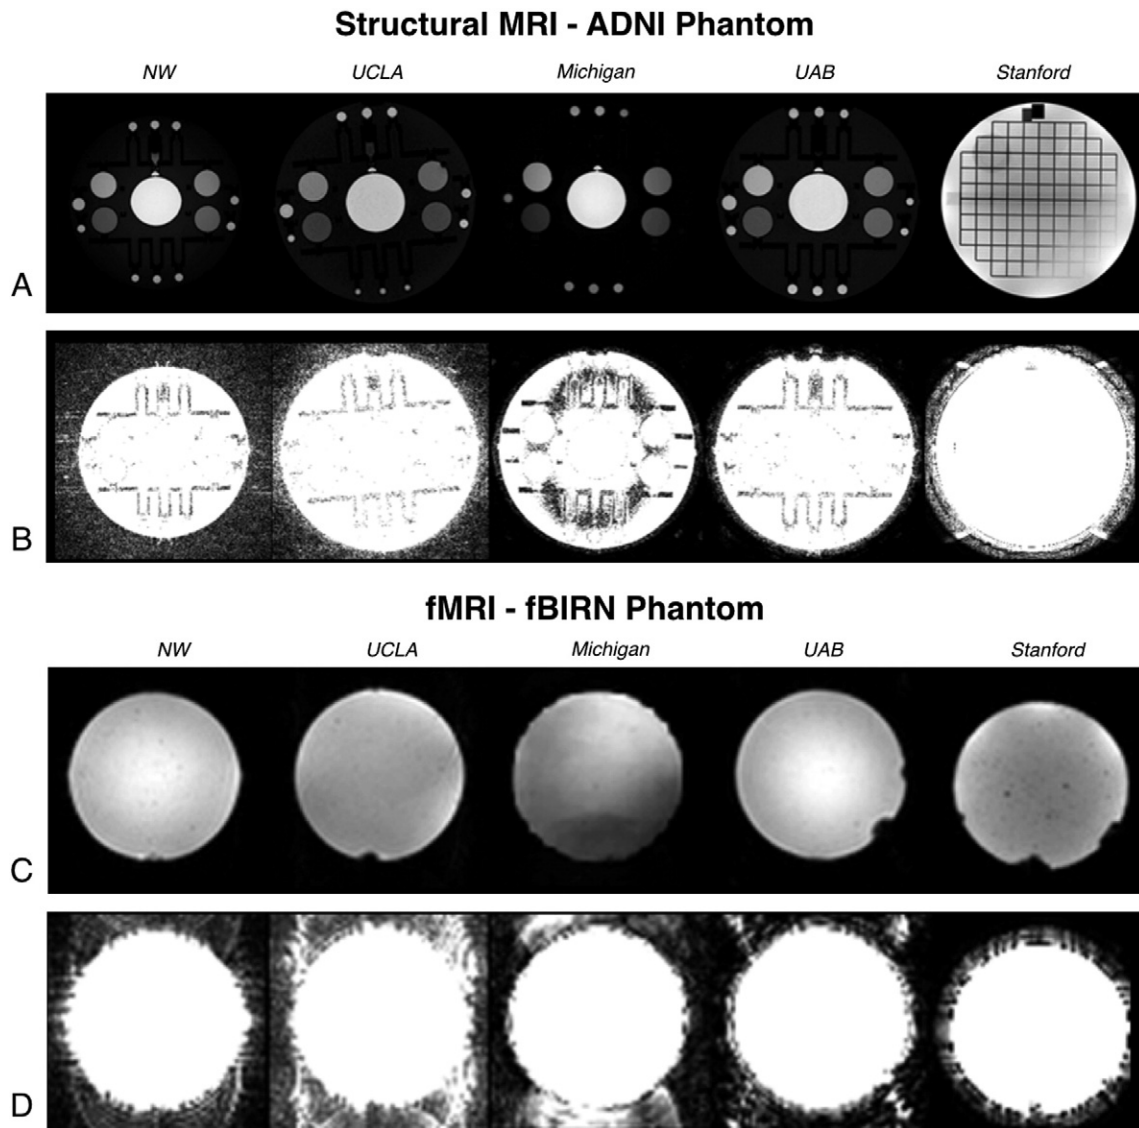 Structural MRI - ADNI Phantom
NW UCLA Michigan UAB Stanford
A
B
fMRI - fBIRN Phantom
NW UCLA Michigan UAB Stanford
C
D